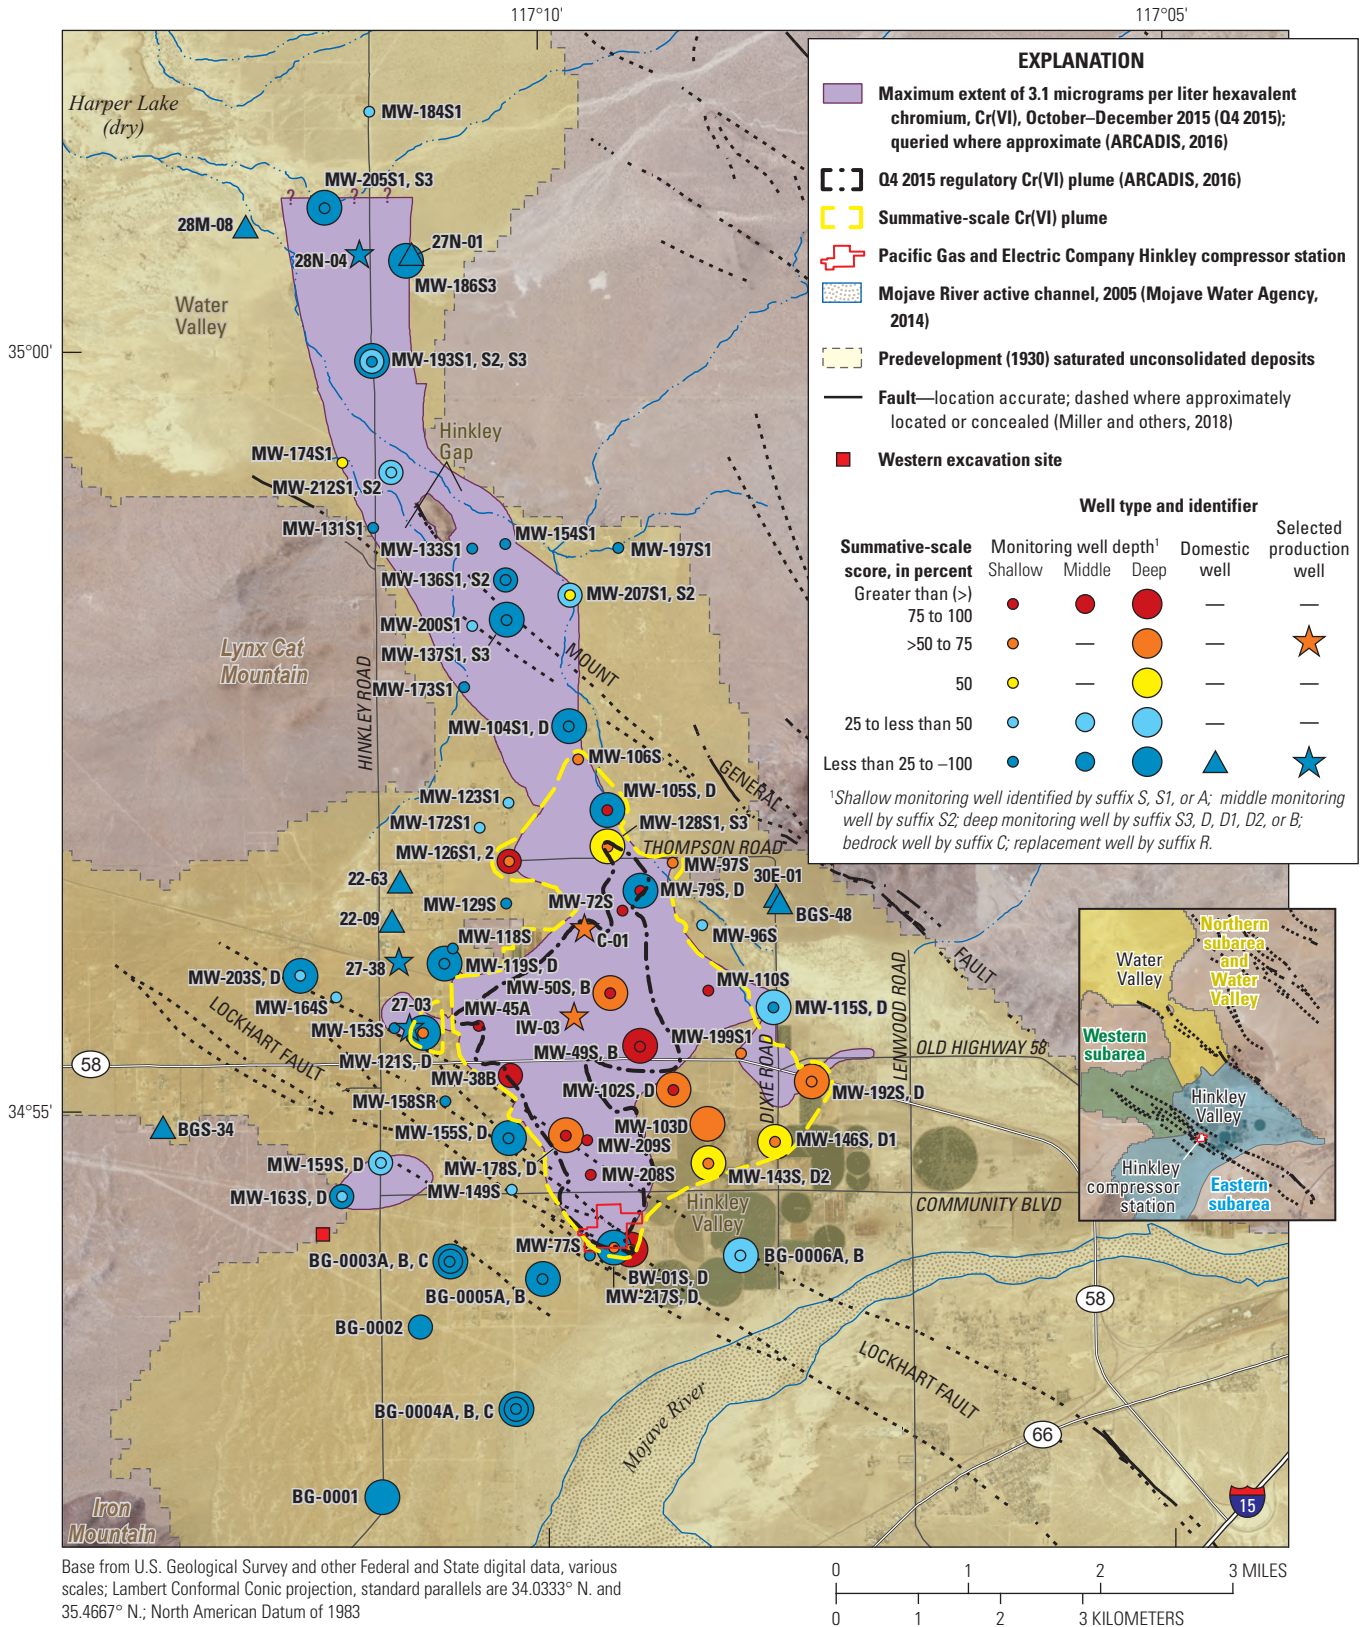 117°10'
117°05'
Harper Lake
(dry)
MW-184S1
MW-205S1, S3
? ? ?
28M-08
28N-04
27N-01
MW-186S3
Water
Valley
35°00'
MW-193S1, S2, S3
Hinkley
Gap
MW-174S1
MW-212S1, S2
MW-131S1
MW-154S1
MW-133S1
MW-197S1
MW-136S1, S2
MW-207S1, S2
MW-200S1
Lynx Cat
Mountain
MW-137S1, S3
MOUNT
MW-173S1
HINKLEY ROAD
MW-104S1, D
MW-106S
GENERAL
MW-123S1
MW-105S, D
MW-172S1
MW-128S1, S3
THOMPSON ROAD
MW-126S1, 2
MW-97S
22-63
MW-79S, D
30E-01
MW-129S
MW-72S
BGS-48
22-09
C-01
MW-96S
MW-118S
27-38
MW-119S, D
FAULT
MW-203S, D
MW-50S, B
MW-110S
MW-164S
27-03
MW-45A
MW-115S, D
LOCKHART FAULT
MW-153S
IW-03
MW-199S1
LENWOOD ROAD
OLD HIGHWAY 58
MW-121S, D
MW-49S, B
58
MW-38B
DIXIE ROAD
MW-102S, D
MW-192S, D
MW-158SR
34°55'
BGS-34
MW-103D
MW-155S, D
MW-209S
MW-146S, D1
MW-159S, D
MW-178S, D
MW-208S
MW-143S, D2
MW-163S, D
MW-149S
Hinkley
Valley
COMMUNITY BLVD
MW-77S
BG-0003A, B, C
BG-0006A, B
BW-01S, D
BG-0005A, B
MW-217S, D
58
BG-0002
LOCKHART FAULT
BG-0004A, B, C
Mojave River
66
BG-0001
15
Iron
Mountain
EXPLANATION
Maximum extent of 3.1 micrograms per liter hexavalent
chromium, Cr(VI), October–December 2015 (Q4 2015);
queried where approximate (ARCADIS, 2016)
Q4 2015 regulatory Cr(VI) plume (ARCADIS, 2016)
Summative-scale Cr(VI) plume
Pacific Gas and Electric Company Hinkley compressor station
Mojave River active channel, 2005 (Mojave Water Agency,
2014)
Predevelopment (1930) saturated unconsolidated deposits
Fault—location accurate; dashed where approximately
located or concealed (Miller and others, 2018)
Western excavation site
Well type and identifier
Summative-scale
score, in percent
Monitoring well depth¹
Shallow Middle Deep
Domestic
well
Selected
production
well
Greater than (>)
75 to 100 — —
>50 to 75 — —
50 — — —
25 to less than 50 — —
Less than 25 to –100
¹Shallow monitoring well identified by suffix S, S1, or A; middle monitoring
well by suffix S2; deep monitoring well by suffix S3, D, D1, D2, or B;
bedrock well by suffix C; replacement well by suffix R.
Northern
subarea
and
Water
Valley
Water
Valley
Western
subarea
Hinkley
Valley
Hinkley
compressor
station
Eastern
subarea
Base from U.S. Geological Survey and other Federal and State digital data, various
scales; Lambert Conformal Conic projection, standard parallels are 34.0333° N. and
35.4667° N.; North American Datum of 1983
0 1 2 3 MILES
0 1 2 3 KILOMETERS